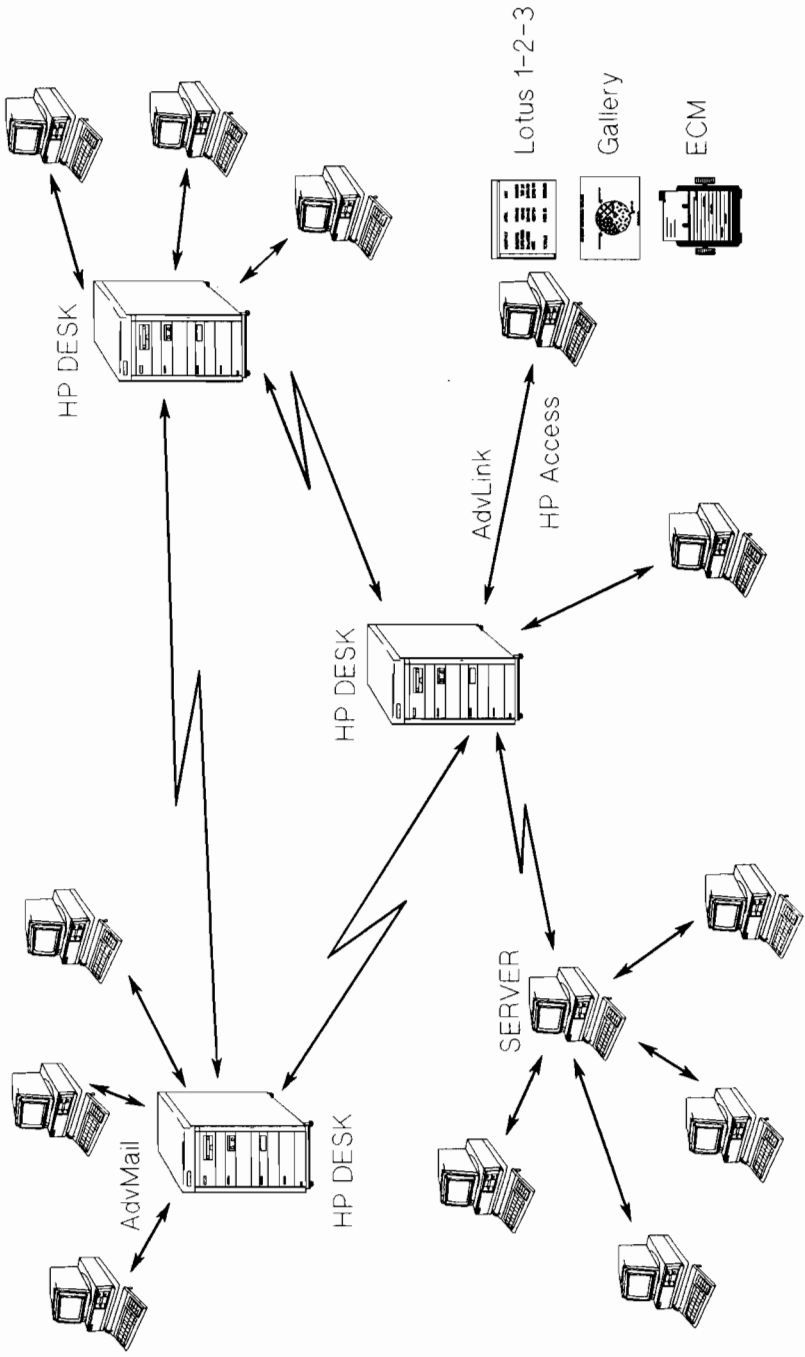 AdvMail
HP DESK
HP DESK
HP DESK
SERVER
AdvLink
HP Access
Lotus 1-2-3
Gallery
ECM